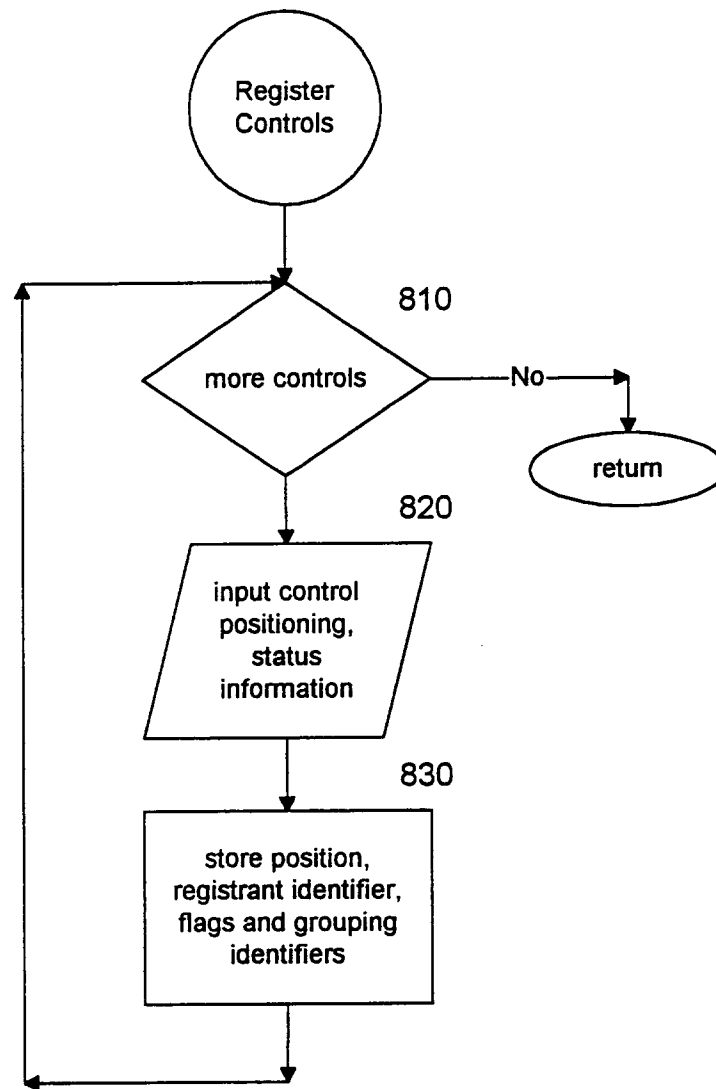 Register
Controls
810
more controls
No
return
820
input control
positioning,
status
information
830
store position,
registrant identifier,
flags and grouping
identifiers